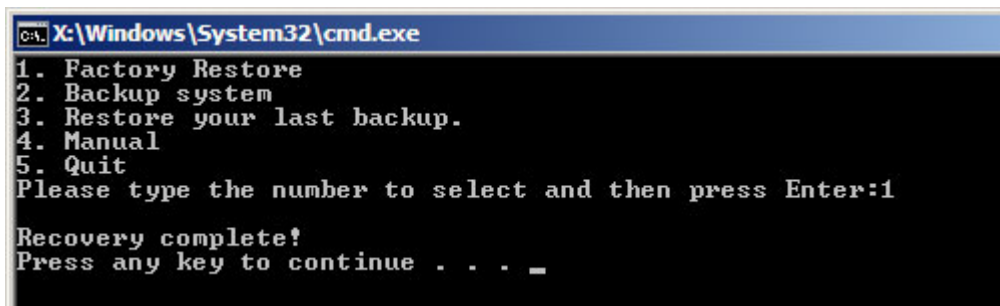 X:\Windows\System32\cmd.exe
1. Factory Restore
2. Backup system
3. Restore your last backup.
4. Manual
5. Quit
Please type the number to select and then press Enter:1
Recovery complete!
Press any key to continue . . . _